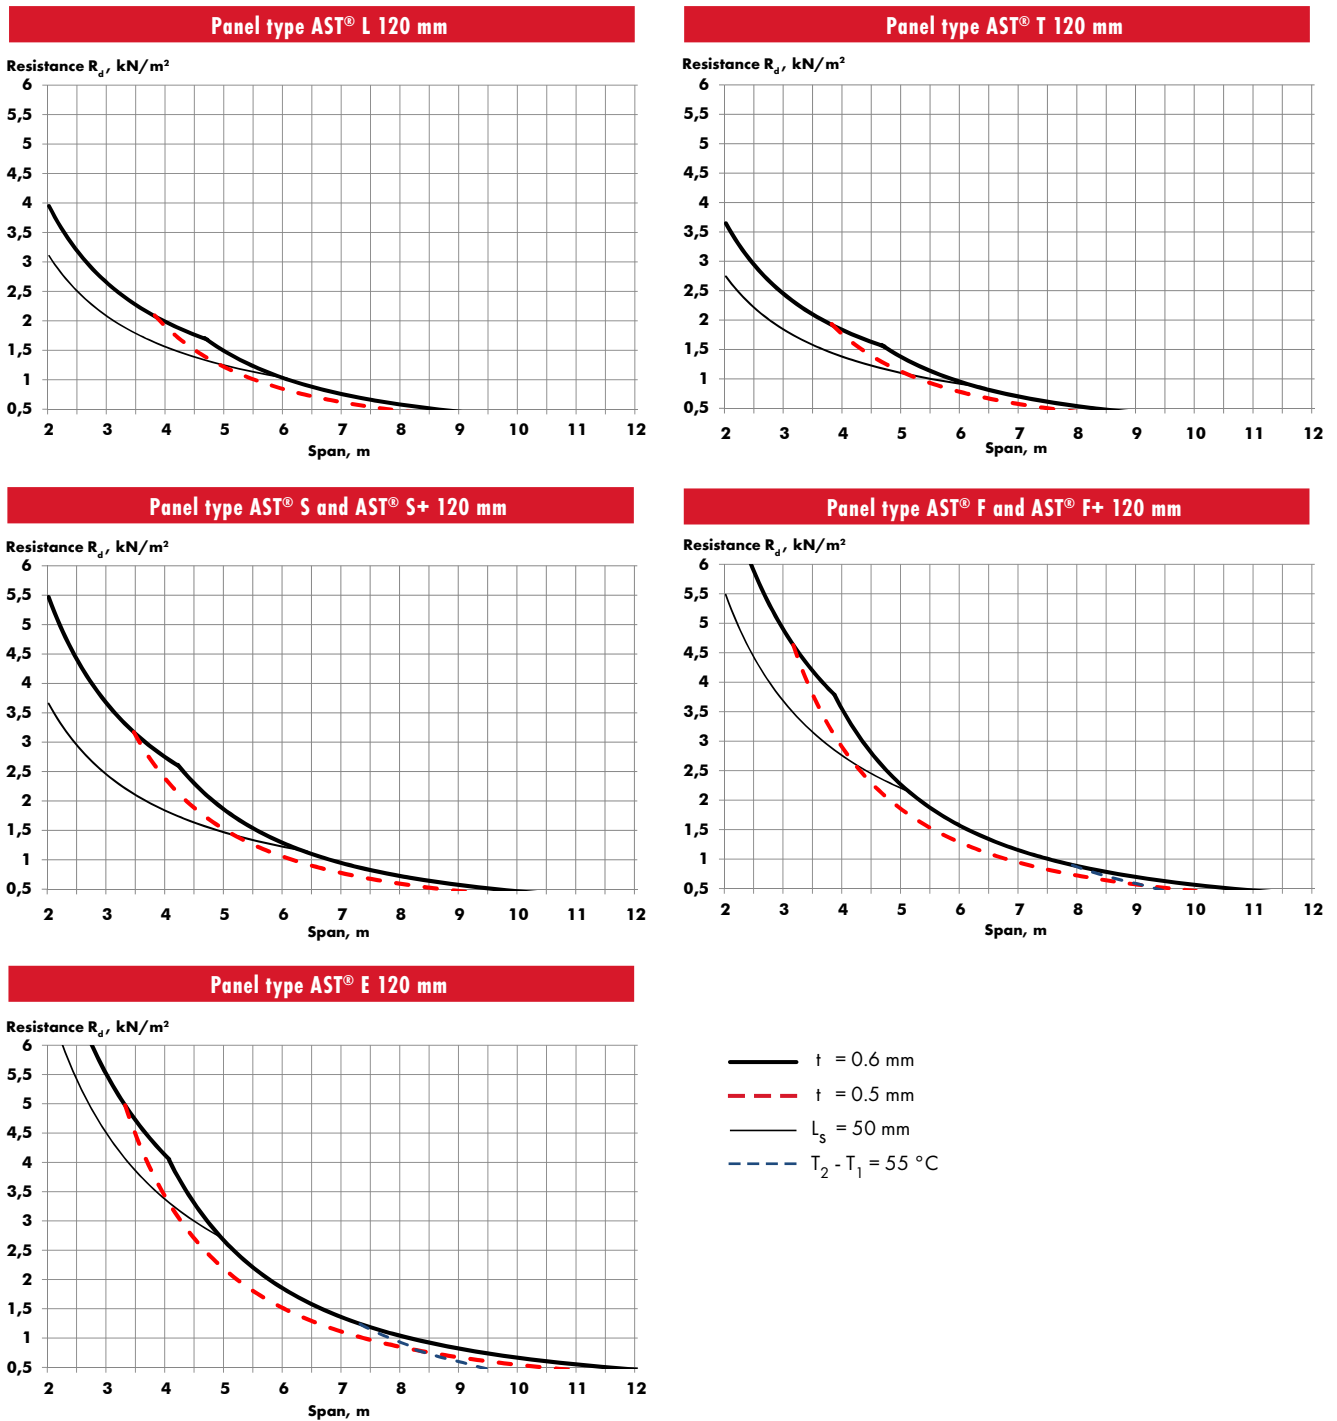 Panel type AST® L 120 mm
Resistance Rd, kN/m²
6
5,5
5
4,5
4
3,5
3
2,5
2
1,5
1
0,5
2 3 4 5 6 7 8 9 10 11 12
Span, m
Panel type AST® T 120 mm
Resistance Rd, kN/m²
6
5,5
5
4,5
4
3,5
3
2,5
2
1,5
1
0,5
2 3 4 5 6 7 8 9 10 11 12
Span, m
Panel type AST® S and AST® S+ 120 mm
Resistance Rd, kN/m²
6
5,5
5
4,5
4
3,5
3
2,5
2
1,5
1
0,5
2 3 4 5 6 7 8 9 10 11 12
Span, m
Panel type AST® F and AST® F+ 120 mm
Resistance Rd, kN/m²
6
5,5
5
4,5
4
3,5
3
2,5
2
1,5
1
0,5
2 3 4 5 6 7 8 9 10 11 12
Span, m
Panel type AST® E 120 mm
Resistance Rd, kN/m²
6
5,5
5
4,5
4
3,5
3
2,5
2
1,5
1
0,5
2 3 4 5 6 7 8 9 10 11 12
Span, m
t = 0.6 mm
t = 0.5 mm
Ls = 50 mm
T2 - T1 = 55 °C